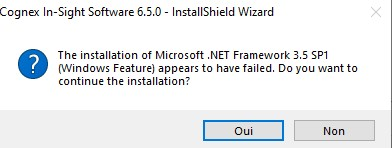 Cognex In-Sight Software 6.5.0 - InstallShield Wizard
The installation of Microsoft .NET Framework 3.5 SP1
(Windows Feature) appears to have failed. Do you want to
continue the installation?
Oui Non